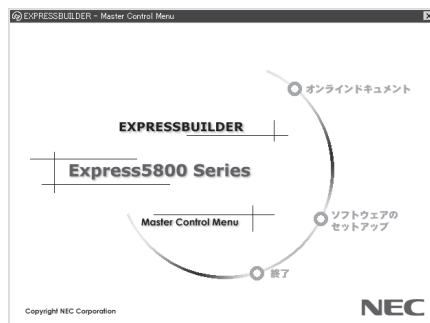 EXPRESSBUILDER - Master Control Menu
オンラインドキュメント
EXPRESSBUILDER
Express5800 Series
Master Control Menu
ソフトウェアの
セットアップ
終了
Copyright NEC Corporation
NEC